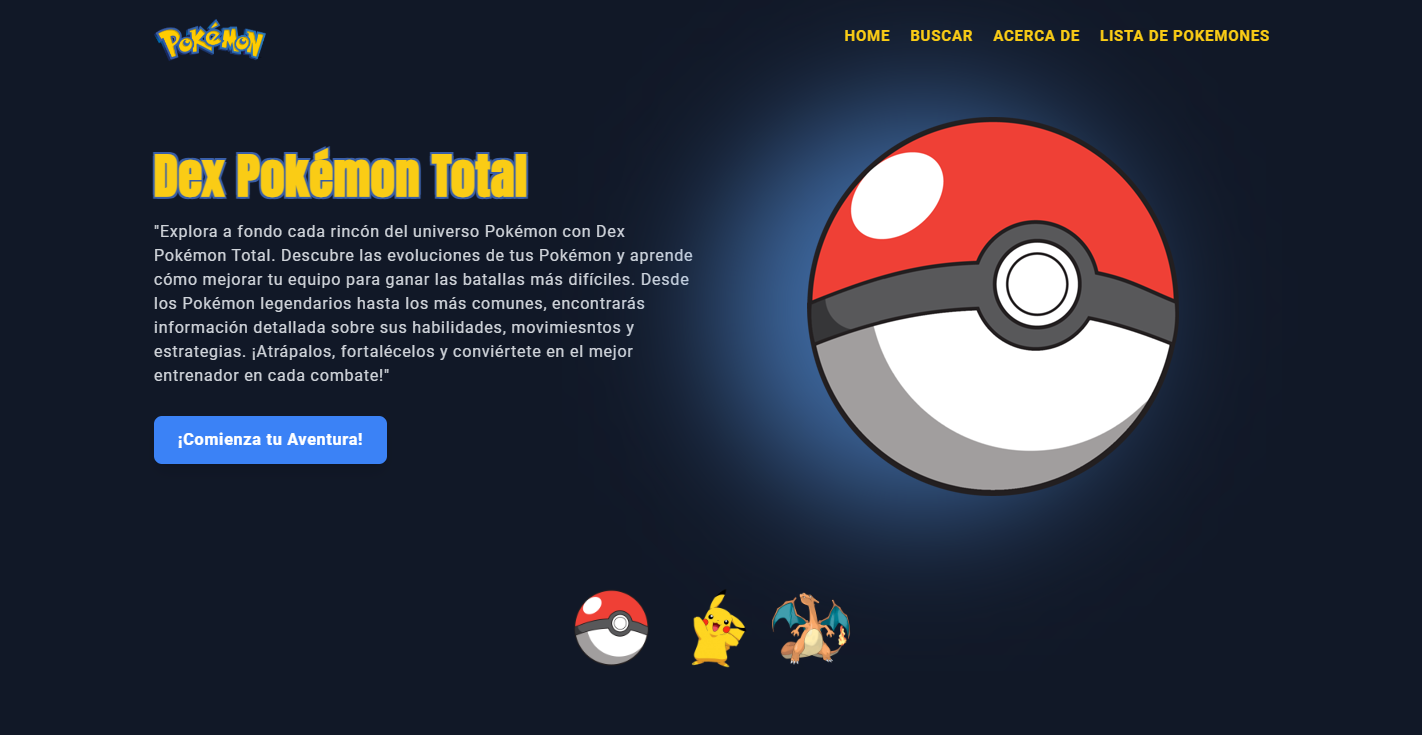 Pokémon
HOME BUSCAR ACERCA DE LISTA DE POKEMONES
Dex Pokémon Total
"Explora a fondo cada rincón del universo Pokémon con Dex
Pokémon Total. Descubre las evoluciones de tus Pokémon y aprende
cómo mejorar tu equipo para ganar las batallas más difíciles. Desde
los Pokémon legendarios hasta los más comunes, encontrarás
información detallada sobre sus habilidades, movimiesntos y
estrategias. ¡Atrápalos, fortalécelos y conviértete en el mejor
entrenador en cada combate!"
¡Comienza tu Aventura!